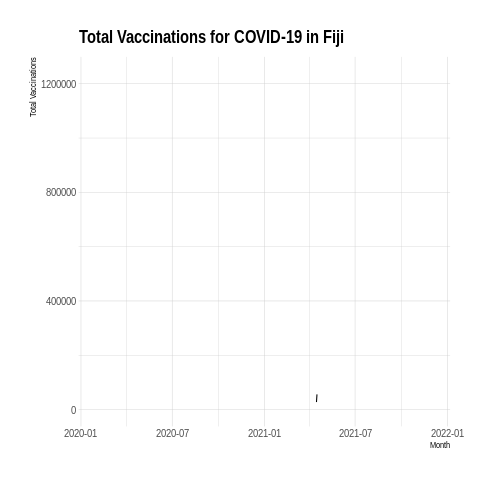 Total Vaccinations for COVID-19 in Fiji
Total Vaccinations
1200000
800000
400000
0
2020-01 2020-07 2021-01 2021-07 2022-01
Month